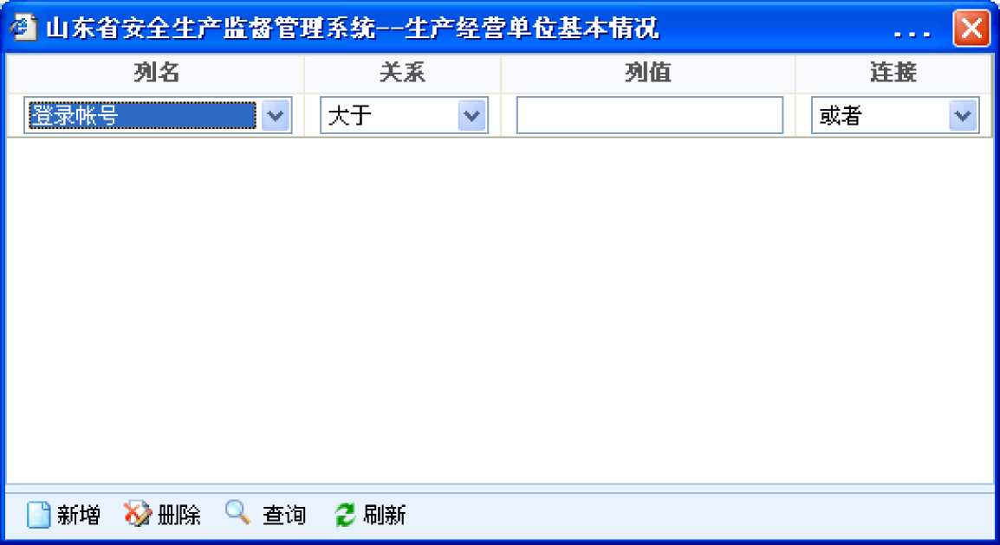 山东省安全生产监督管理系统--生产经营单位基本情况 ...
列名 关系 列值 连接
登录帐号 大于 或者
新增 删除 查询 刷新